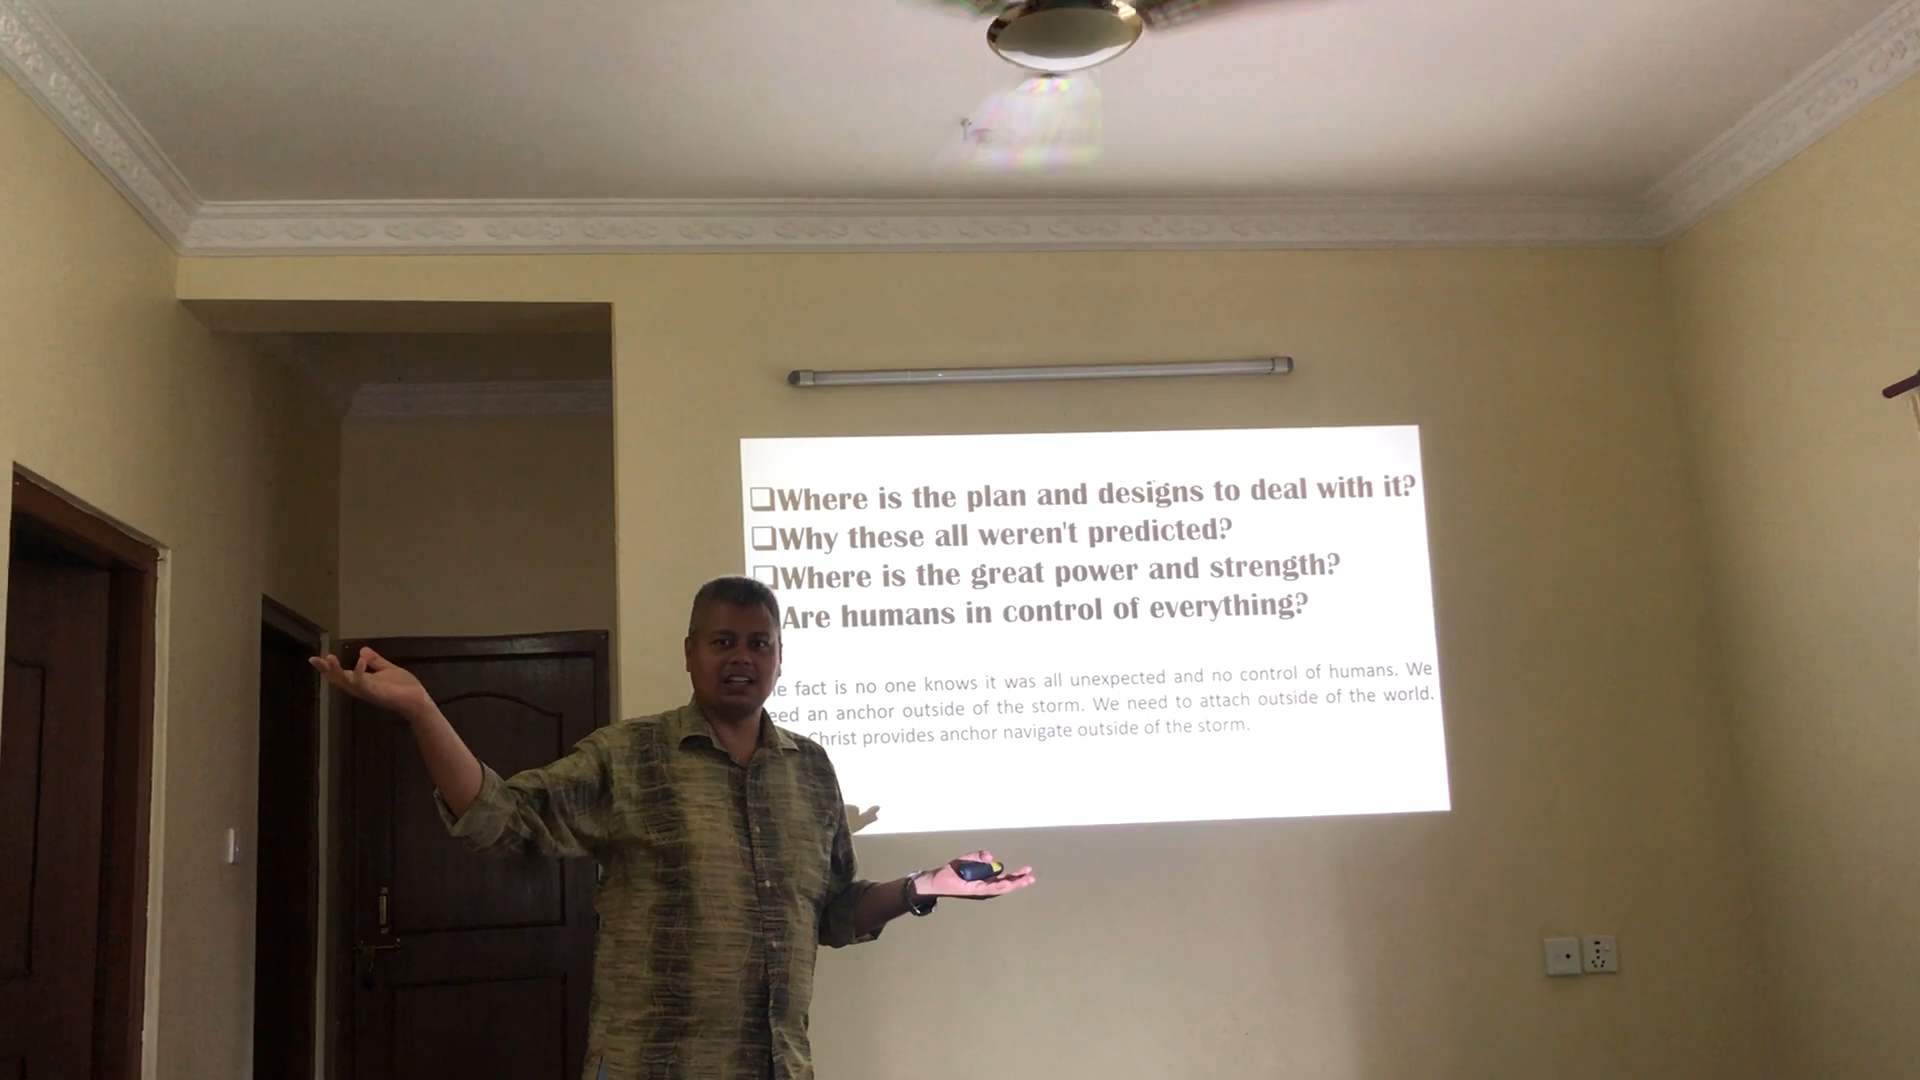 ❑Where is the plan and designs to deal with it?
❑Why these all weren't predicted?
❑Where is the great power and strength?
Are humans in control of everything?
fact is no one knows it was all unexpected and no control of humans. We
an anchor outside of the storm. We need to attach outside of the world.
Christ provides anchor navigate outside of the storm.